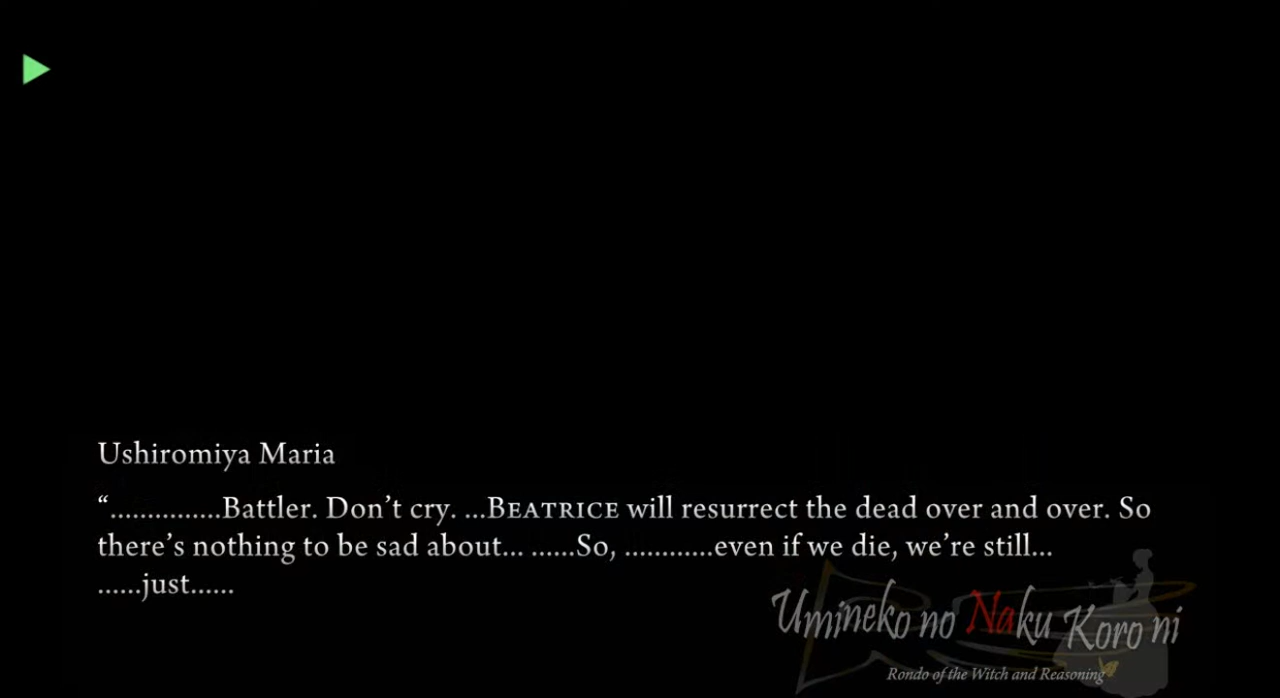 Ushiromiya Maria
“...............Battler. Don’t cry. ...BEATRICE will resurrect the dead over and over. So
there’s nothing to be sad about... ......So, ............even if we die, we’re still...
......just......
Umineko no Naku Koro ni
Rondo of the Witch and Reasoning